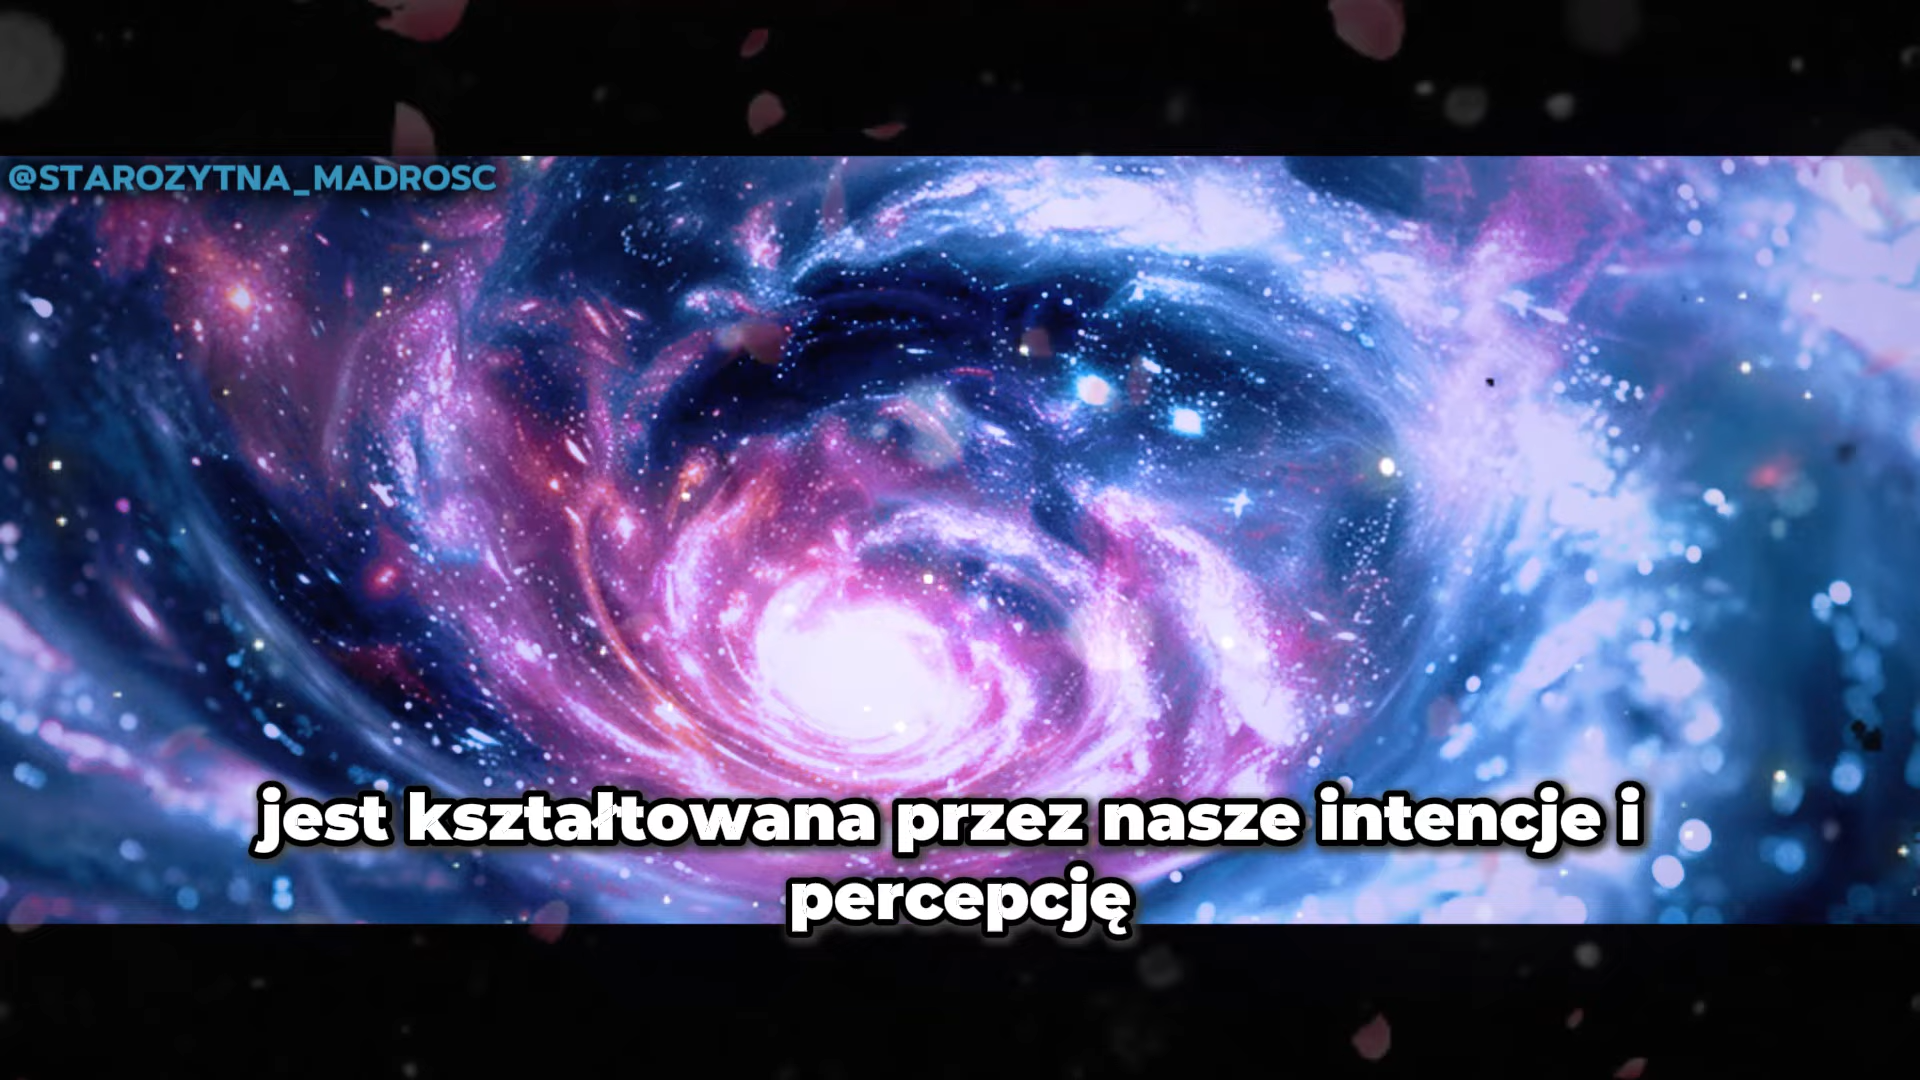 @STAROZYTNA_MADROSC
jest kształtowana przez nasze intencje i
percepcję